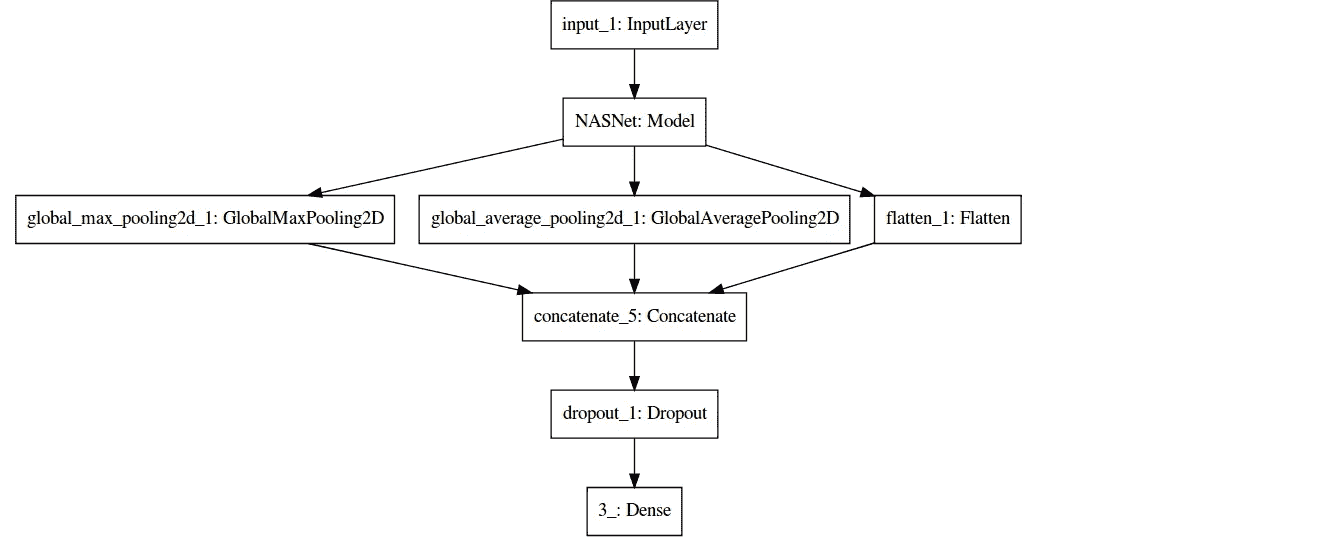 input_1: InputLayer
NASNet: Model
global_max_pooling2d_1: GlobalMaxPooling2D
global_average_pooling2d_1: GlobalAveragePooling2D
flatten_1: Flatten
concatenate_5: Concatenate
dropout_1: Dropout
3_: Dense